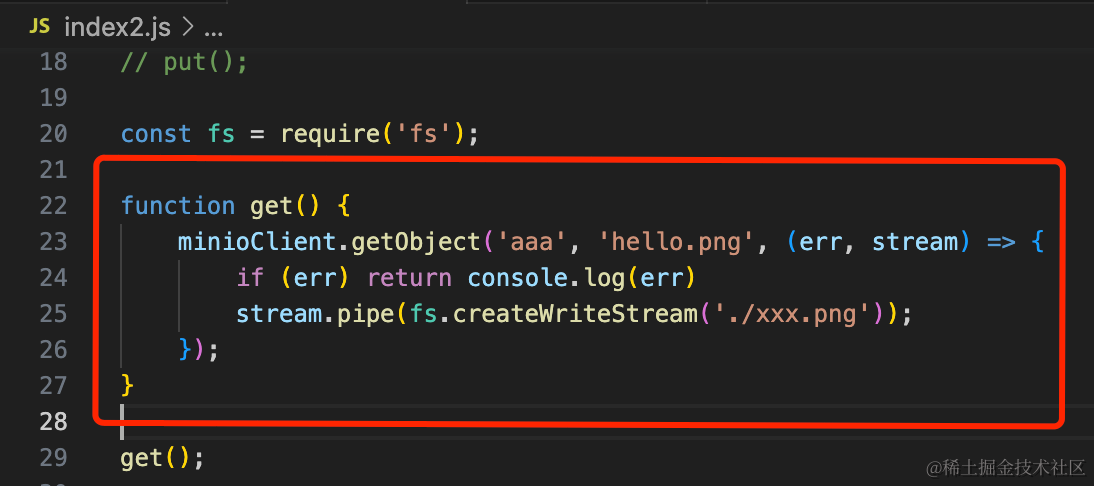 JS index2.js > ...
18 // put();
19
20 const fs = require('fs');
21
22 function get() {
23 minioClient.getObject('aaa', 'hello.png', (err, stream) => {
24 if (err) return console.log(err)
25 stream.pipe(fs.createWriteStream('./xxx.png'));
26 });
27 }
28
29 get();
@稀土掘金技术社区